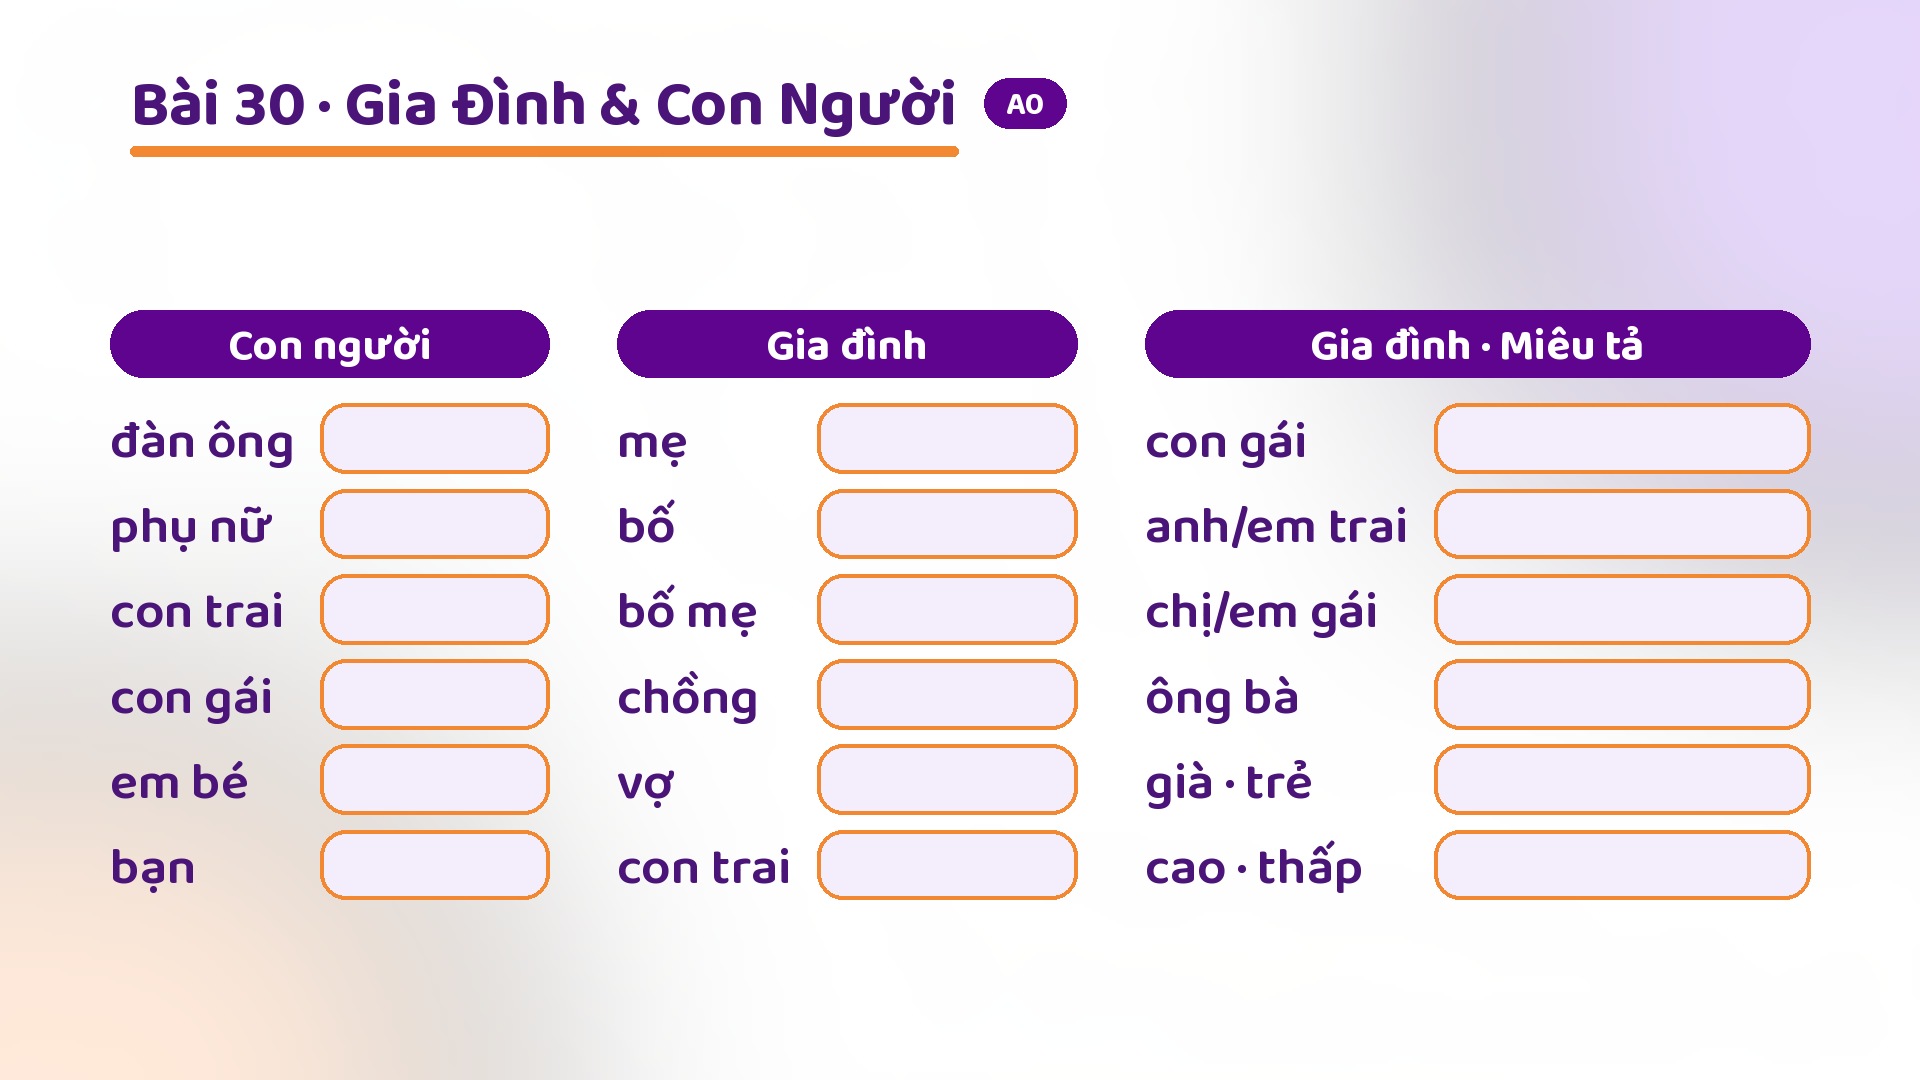 Bài 30 · Gia Đình & Con Người A0
Con người
đàn ông
phụ nữ
con trai
con gái
em bé
bạn
Gia đình
mẹ
bố
bố mẹ
chồng
vợ
con trai
Gia đình · Miêu tả
con gái
anh/em trai
chị/em gái
ông bà
già · trẻ
cao · thấp